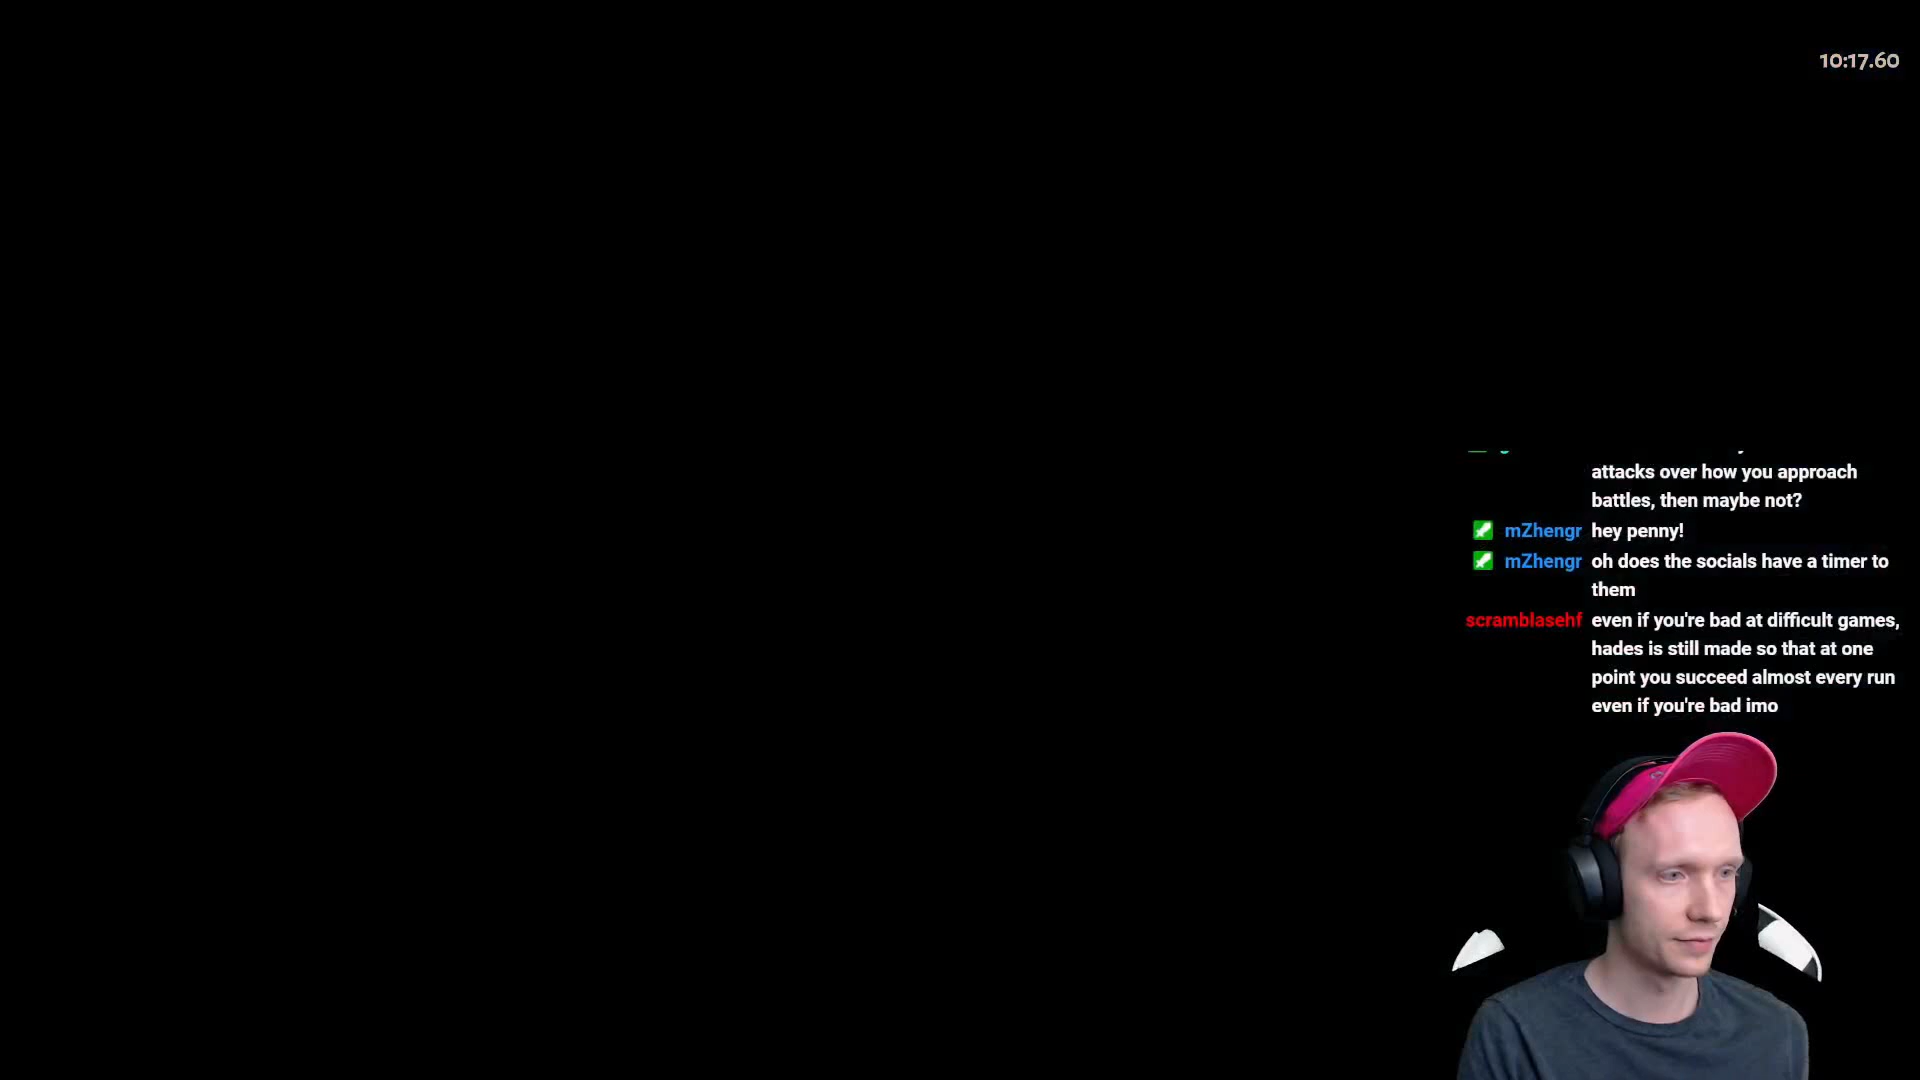 10:17.60
attacks over how you approach
battles, then maybe not?
mZhengr hey penny!
mZhengr oh does the socials have a timer to
them
scramblasehf even if you're bad at difficult games,
hades is still made so that at one
point you succeed almost every run
even if you're bad imo